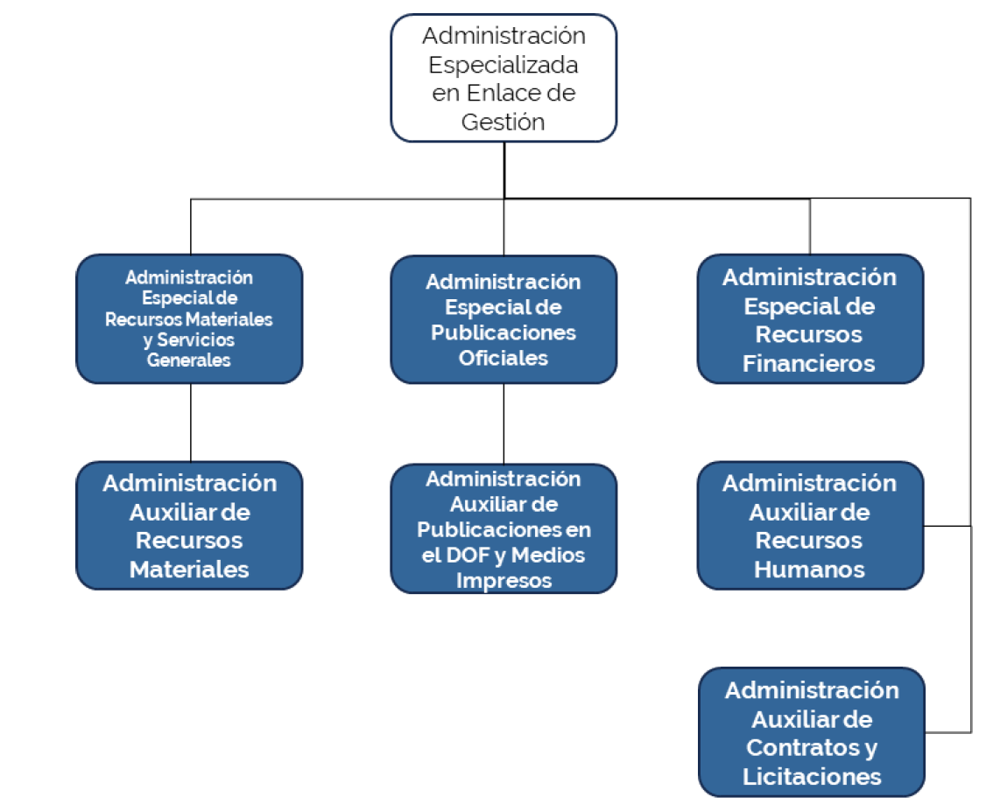 Administración
Especializada
en Enlace de
Gestión
Administración
Especial de
Recursos Materiales
y Servicios
Generales
Administración
Especial de
Publicaciones
Oficiales
Administración
Especial de
Recursos
Financieros
Administración
Auxiliar de
Recursos
Materiales
Administración
Auxiliar de
Publicaciones en
el DOF y Medios
Impresos
Administración
Auxiliar de
Recursos
Humanos
Administración
Auxiliar de
Contratos y
Licitaciones